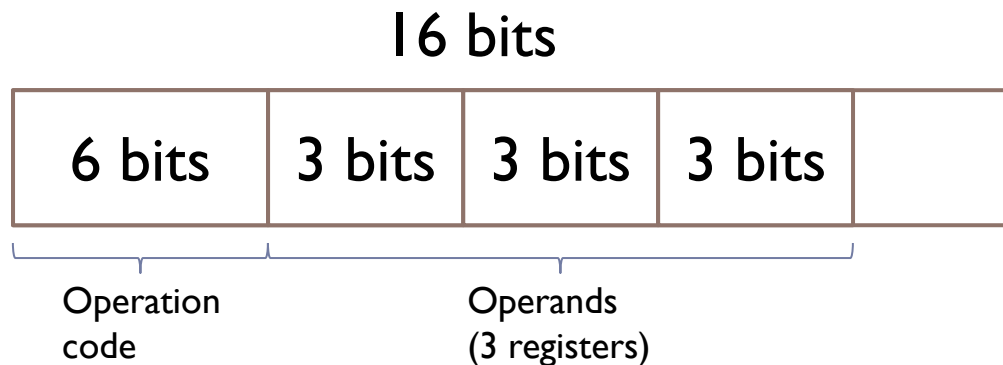 16 bits
6 bits 3 bits 3 bits 3 bits
Operation
code
Operands
(3 registers)